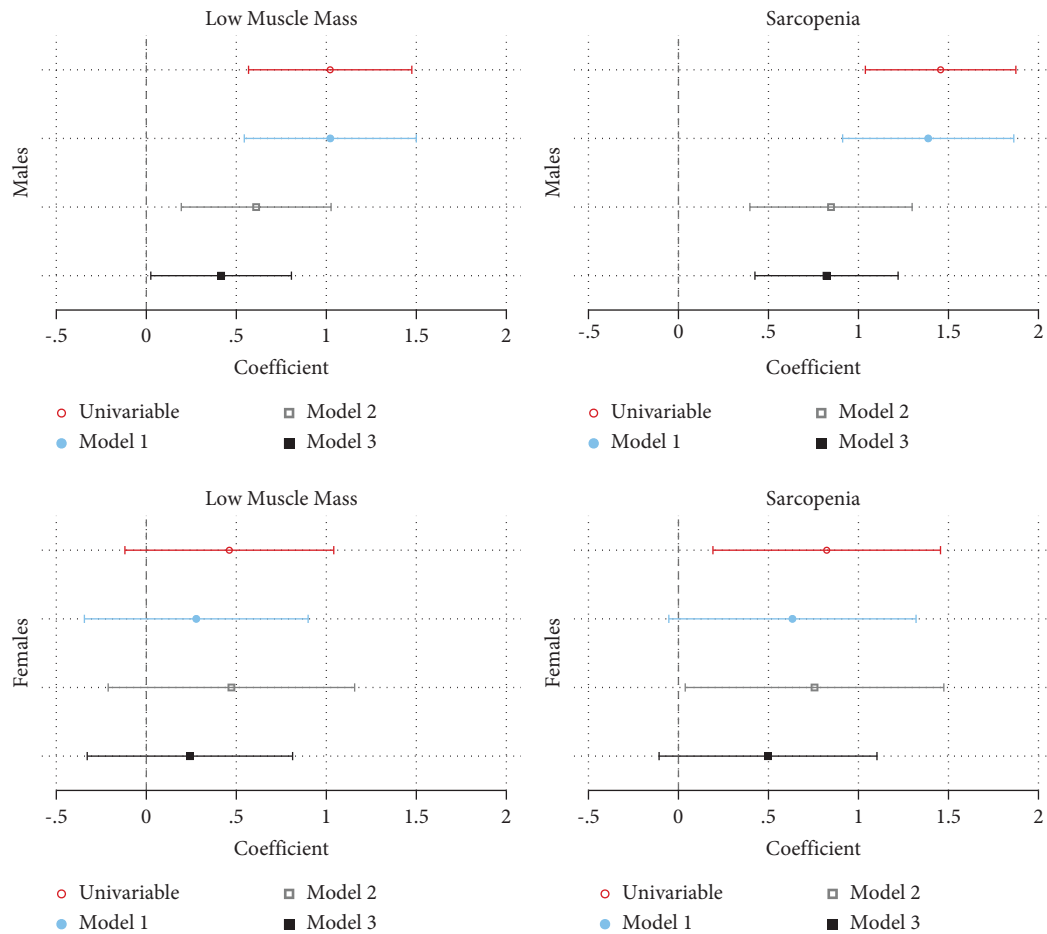 Low Muscle Mass
Males
-.5 0 .5 1 1.5 2
Coefficient
Univariable Model 2
Model 1 Model 3
Sarcopenia
Males
-.5 0 .5 1 1.5 2
Coefficient
Univariable Model 2
Model 1 Model 3
Low Muscle Mass
Females
-.5 0 .5 1 1.5 2
Coefficient
Univariable Model 2
Model 1 Model 3
Sarcopenia
Females
-.5 0 .5 1 1.5 2
Coefficient
Univariable Model 2
Model 1 Model 3